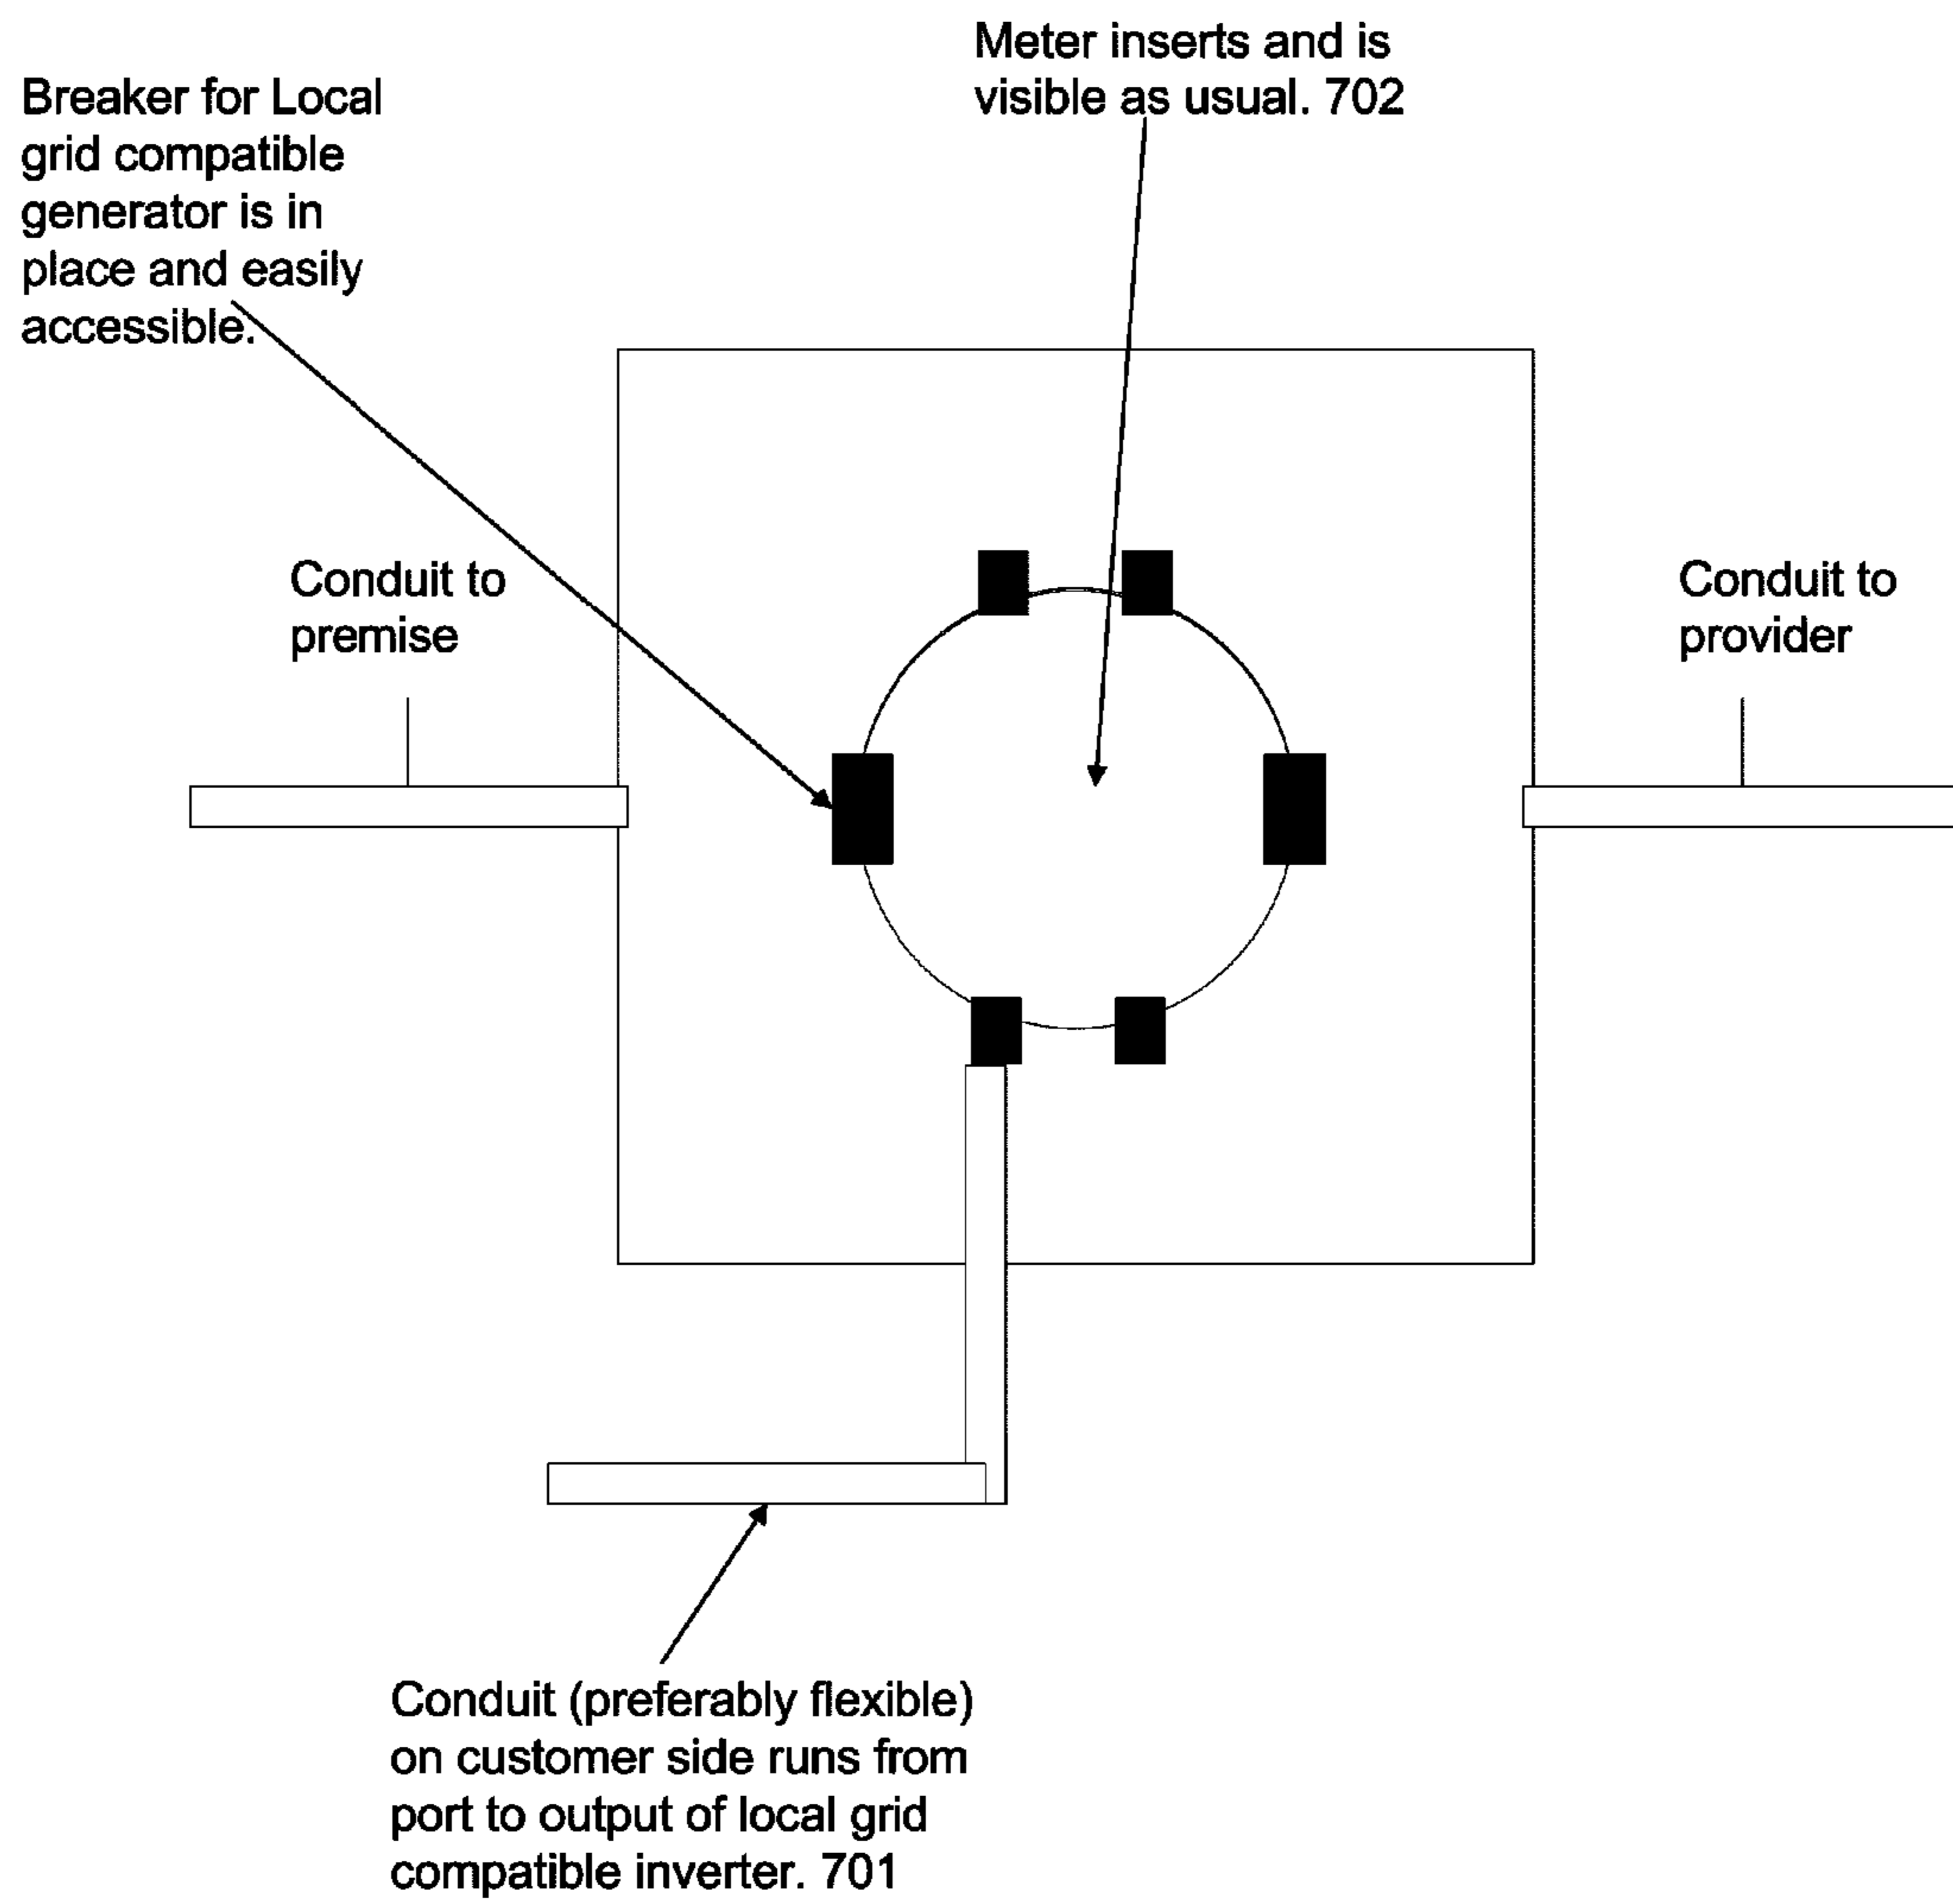 Meter inserts and is
visible as usual. 702
Breaker for Local
grid compatible
generator is in
place and easily
accessible.
Conduit to
premise
Conduit to
provider
Conduit (preferably flexible)
on customer side runs from
port to output of local grid
compatible inverter. 701